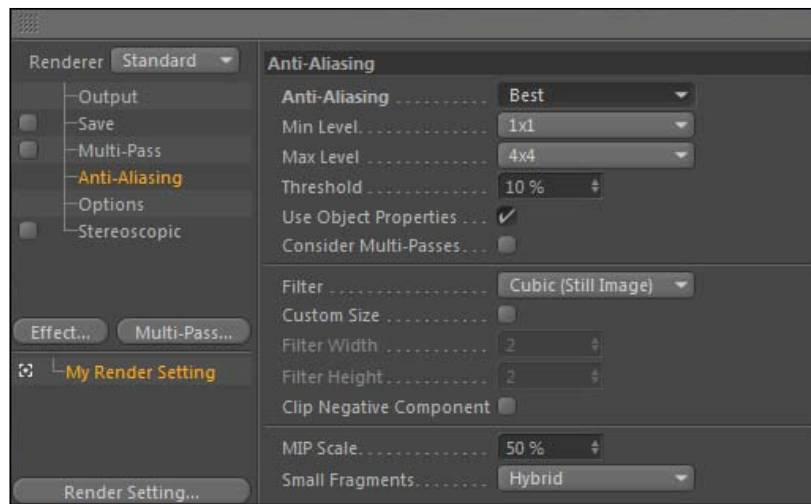 Renderer Standard
Output
Save
Multi-Pass
Anti-Aliasing
Options
Stereoscopic
Effect... Multi-Pass...
My Render Setting
Render Setting...
Anti-Aliasing
Anti-Aliasing . . . . . . . . . . Best
Min Level. . . . . . . . . . . . . . 1x1
Max Level . . . . . . . . . . . . . 4x4
Threshold . . . . . . . . . . . . . 10 %
Use Object Properties . . .
Consider Multi-Passes. . .
Filter . . . . . . . . . . . . . . . . . Cubic (Still Image)
Custom Size . . . . . . . . . . .
Filter Width . . . . . . . . . . . 2
Filter Height. . . . . . . . . . . 2
Clip Negative Component
MIP Scale. . . . . . . . . . . . . . 50 %
Small Fragments. . . . . . . . Hybrid